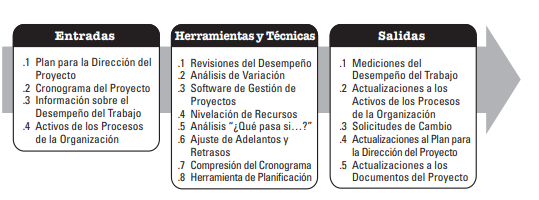 Entradas
.1 Plan para la Dirección del
Proyecto
.2 Cronograma del Proyecto
.3 Información sobre el
Desempeño del Trabajo
.4 Activos de los Procesos
de la Organización
Herramientas y Técnicas
.1 Revisiones del Desempeño
.2 Análisis de Variación
.3 Software de Gestión de
Proyectos
.4 Nivelación de Recursos
.5 Análisis “¿Qué pasa si...?”
.6 Ajuste de Adelantos y
Retrasos
.7 Compresión del Cronograma
.8 Herramienta de Planificación
Salidas
.1 Mediciones del
Desempeño del Trabajo
.2 Actualizaciones a los
Activos de los Procesos
de la Organización
.3 Solicitudes de Cambio
.4 Actualizaciones al Plan para
la Dirección del Proyecto
.5 Actualizaciones a los
Documentos del Proyecto